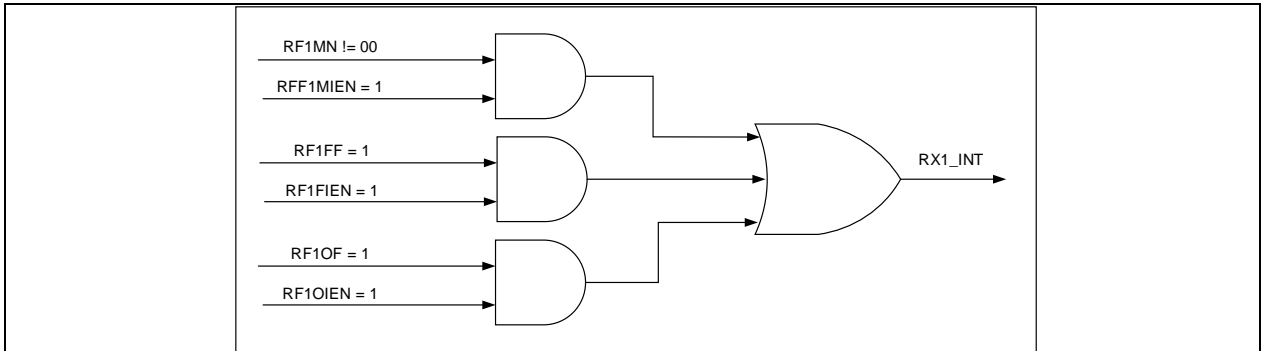 RF1MN != 00
RFF1MIEN = 1
RF1FF = 1
RF1FIEN = 1
RX1_INT
RF1OF = 1
RF1OIEN = 1